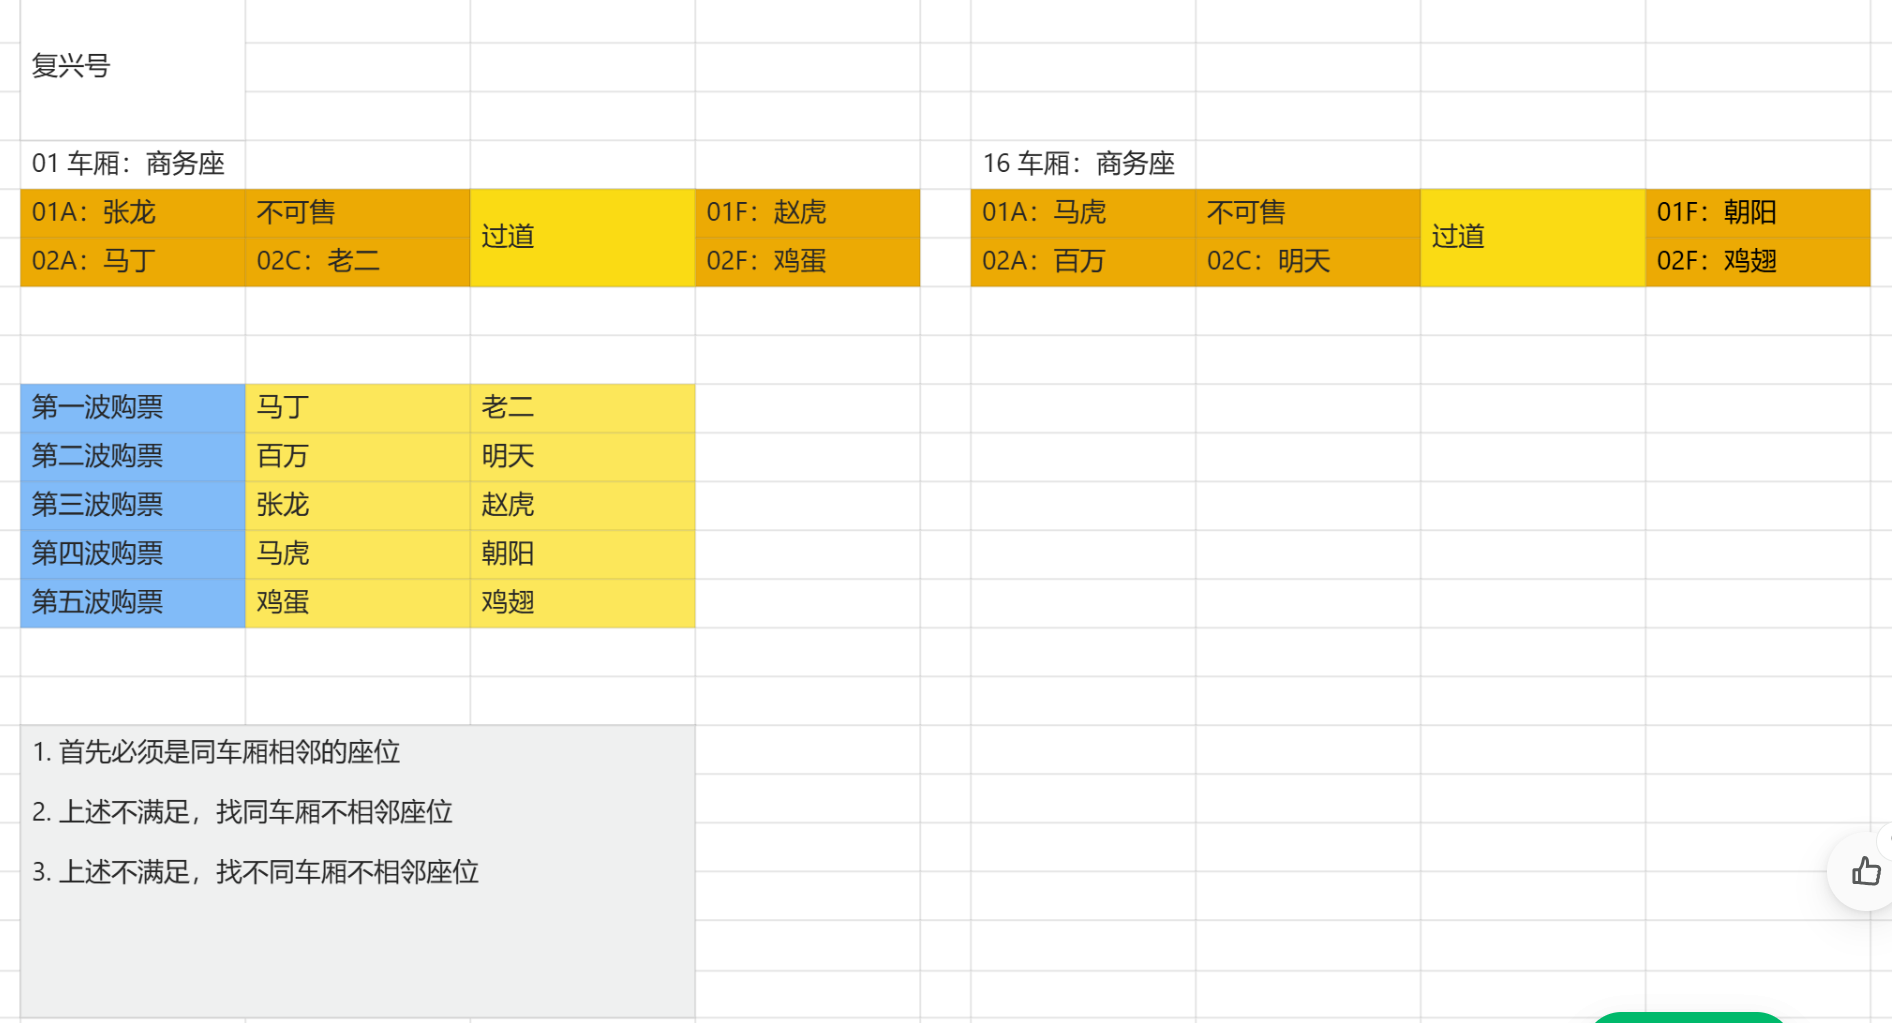 复兴号
01 车厢：商务座
16 车厢：商务座
01A：张龙 不可售 过道 01F：赵虎
01A：马虎 不可售 过道 01F：朝阳
02A：马丁 02C：老二 02F：鸡蛋
02A：百万 02C：明天 02F：鸡翅
第一波购票 马丁 老二
第二波购票 百万 明天
第三波购票 张龙 赵虎
第四波购票 马虎 朝阳
第五波购票 鸡蛋 鸡翅
1. 首先必须是同车厢相邻的座位
2. 上述不满足，找同车厢不相邻座位
3. 上述不满足，找不同车厢不相邻座位